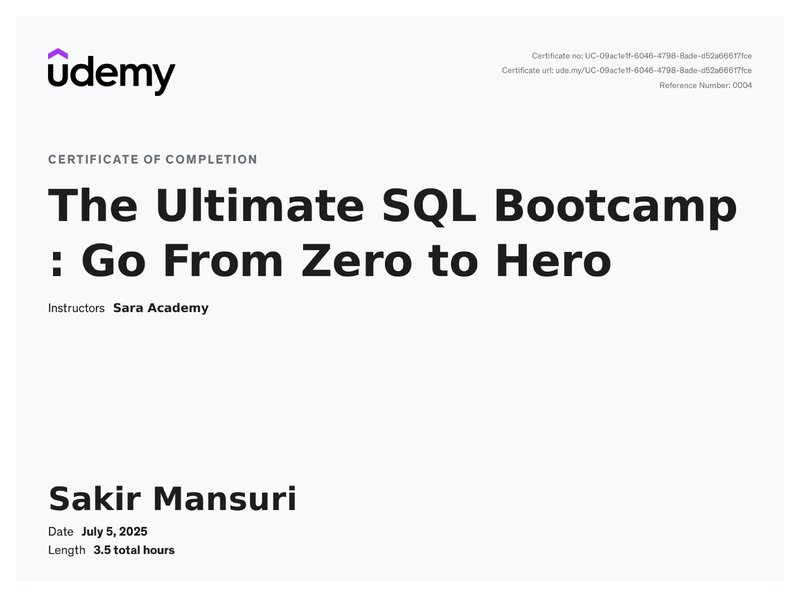 udemy
Certificate no: UC-09ac1e1f-6046-4798-8ade-d52a66617fce
Certificate url: ude.my/UC-09ac1e1f-6046-4798-8ade-d52a66617fce
Reference Number: 0004
CERTIFICATE OF COMPLETION
The Ultimate SQL Bootcamp
: Go From Zero to Hero
Instructors Sara Academy
Sakir Mansuri
Date July 5, 2025
Length 3.5 total hours